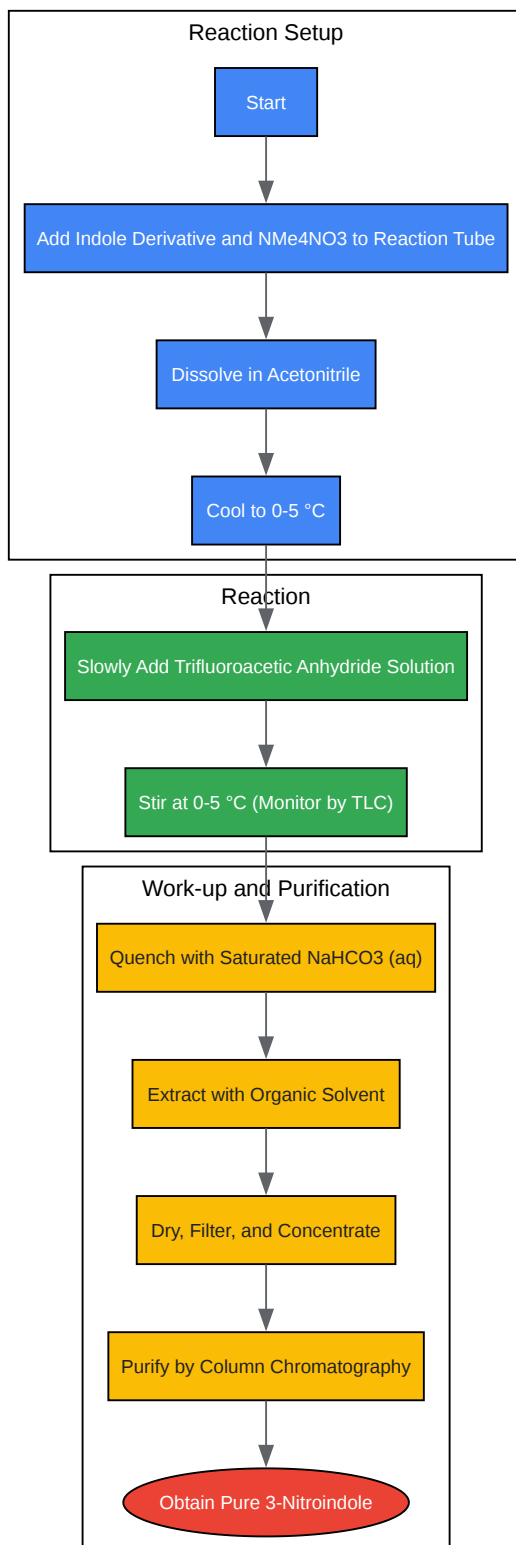 Reaction Setup
Start
Add Indole Derivative and NMe4NO3 to Reaction Tube
Dissolve in Acetonitrile
Cool to 0-5 °C
Reaction
Slowly Add Trifluoroacetic Anhydride Solution
Stir at 0-5 °C (Monitor by TLC)
Work-up and Purification
Quench with Saturated NaHCO3 (aq)
Extract with Organic Solvent
Dry, Filter, and Concentrate
Purify by Column Chromatography
Obtain Pure 3-Nitroindole